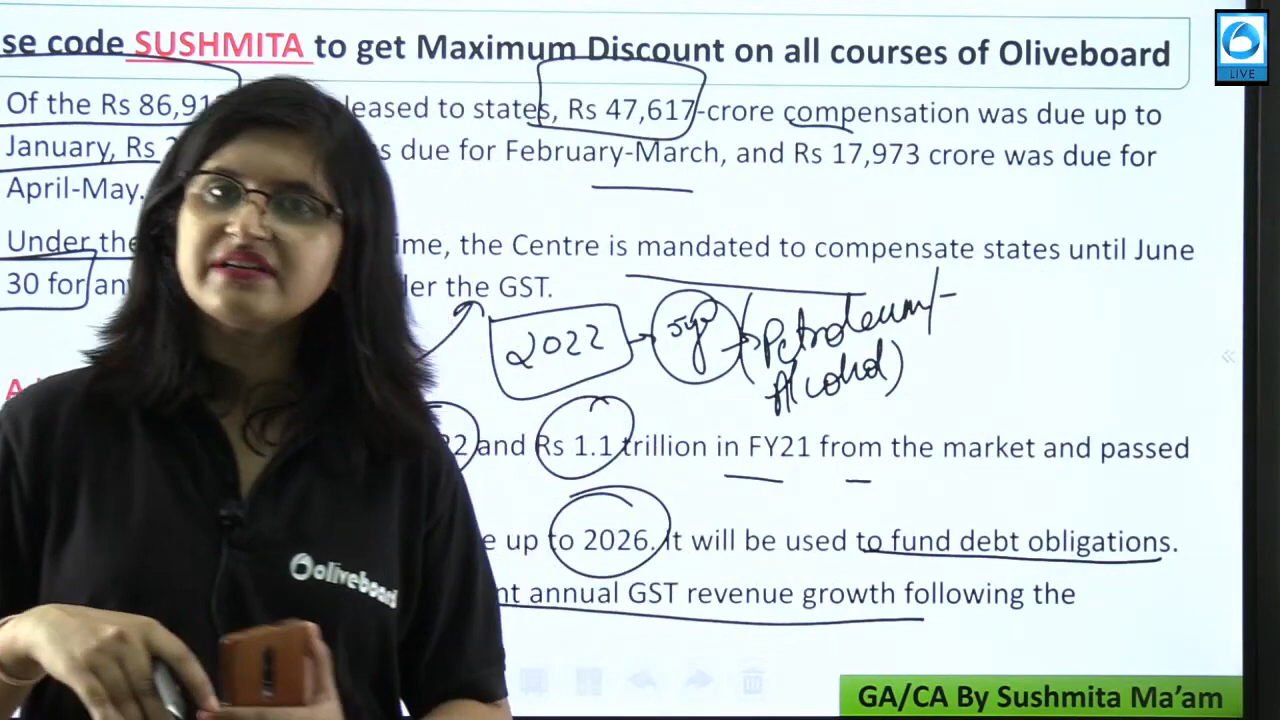 se code SUSHMITA to get Maximum Discount on all courses of Oliveboard
LIVE
Of the Rs 86,91 eased to states, Rs 47,617-crore compensation was due up to
January, Rs s due for February-March, and Rs 17,973 crore was due for
April-May.
Under the ime, the Centre is mandated to compensate states until June
30 for any der the GST.
2022 5yr (Petroleum/-
Alcohol)
and Rs 1.1 trillion in FY21 from the market and passed
e up to 2026. It will be used to fund debt obligations.
nt annual GST revenue growth following the
oliveboard
GA/CA By Sushmita Ma'am